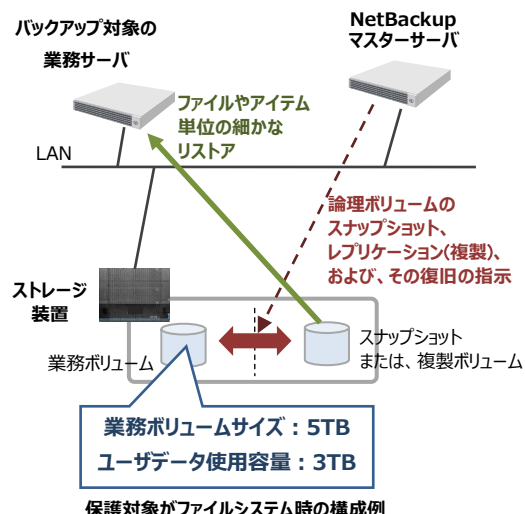 バックアップ対象の
業務サーバ
NetBackup
マスターサーバ
ファイルやアイテム
単位の細かな
リストア
LAN
論理ボリュームの
スナップショット、
レプリケーション(複製)、
および、その復旧の指示
ストレージ
装置
業務ボリューム
スナップショット
または、複製ボリューム
業務ボリュームサイズ：5TB
ユーザデータ使用容量：3TB
保護対象がファイルシステム時の構成例